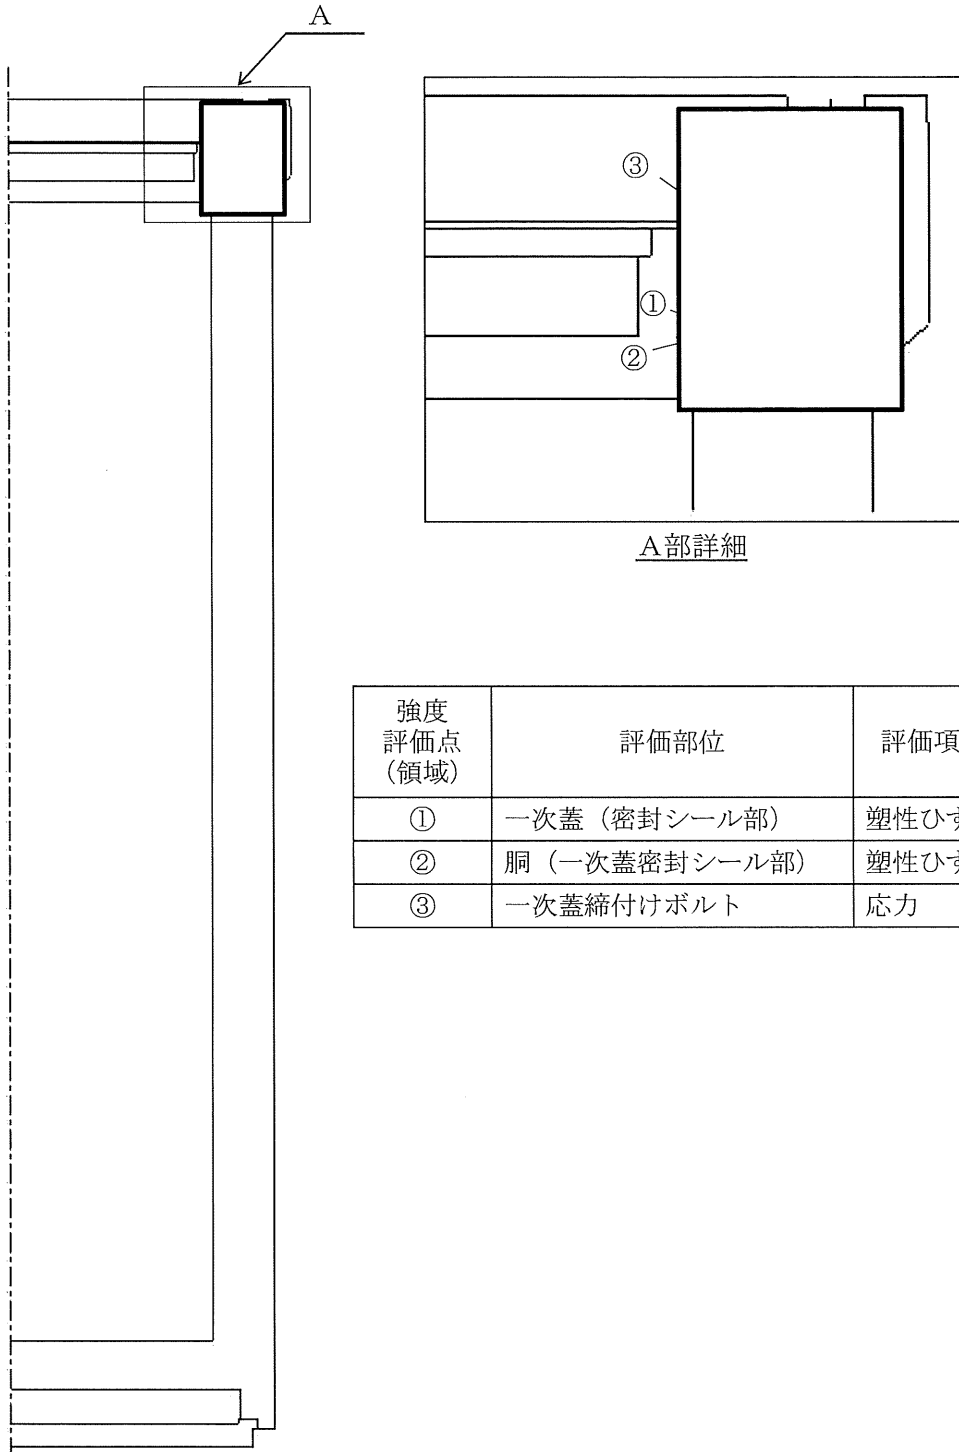 A
③
①
②
A部詳細
強度
評価点
(領域)
評価部位
評価項
①
一次蓋 (密封シール部)
塑性ひ
②
胴 (一次蓋密封シール部)
塑性ひ
③
一次蓋締付けボルト
応力